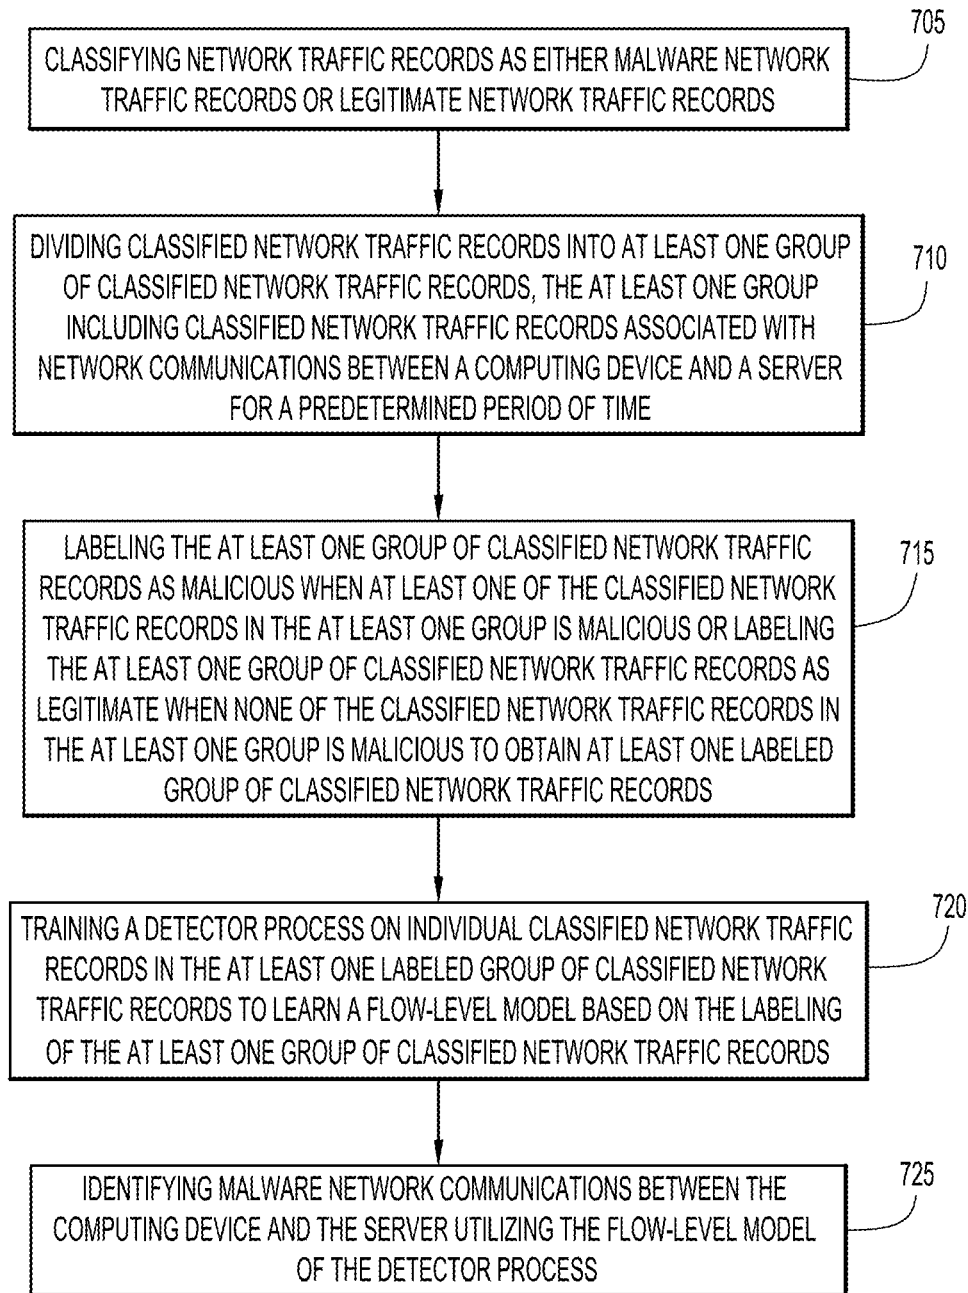 705
CLASSIFYING NETWORK TRAFFIC RECORDS AS EITHER MALWARE NETWORK
TRAFFIC RECORDS OR LEGITIMATE NETWORK TRAFFIC RECORDS
710
DIVIDING CLASSIFIED NETWORK TRAFFIC RECORDS INTO AT LEAST ONE GROUP
OF CLASSIFIED NETWORK TRAFFIC RECORDS, THE AT LEAST ONE GROUP
INCLUDING CLASSIFIED NETWORK TRAFFIC RECORDS ASSOCIATED WITH
NETWORK COMMUNICATIONS BETWEEN A COMPUTING DEVICE AND A SERVER
FOR A PREDETERMINED PERIOD OF TIME
715
LABELING THE AT LEAST ONE GROUP OF CLASSIFIED NETWORK TRAFFIC
RECORDS AS MALICIOUS WHEN AT LEAST ONE OF THE CLASSIFIED NETWORK
TRAFFIC RECORDS IN THE AT LEAST ONE GROUP IS MALICIOUS OR LABELING
THE AT LEAST ONE GROUP OF CLASSIFIED NETWORK TRAFFIC RECORDS AS
LEGITIMATE WHEN NONE OF THE CLASSIFIED NETWORK TRAFFIC RECORDS IN
THE AT LEAST ONE GROUP IS MALICIOUS TO OBTAIN AT LEAST ONE LABELED
GROUP OF CLASSIFIED NETWORK TRAFFIC RECORDS
720
TRAINING A DETECTOR PROCESS ON INDIVIDUAL CLASSIFIED NETWORK TRAFFIC
RECORDS IN THE AT LEAST ONE LABELED GROUP OF CLASSIFIED NETWORK
TRAFFIC RECORDS TO LEARN A FLOW-LEVEL MODEL BASED ON THE LABELING
OF THE AT LEAST ONE GROUP OF CLASSIFIED NETWORK TRAFFIC RECORDS
725
IDENTIFYING MALWARE NETWORK COMMUNICATIONS BETWEEN THE
COMPUTING DEVICE AND THE SERVER UTILIZING THE FLOW-LEVEL MODEL
OF THE DETECTOR PROCESS